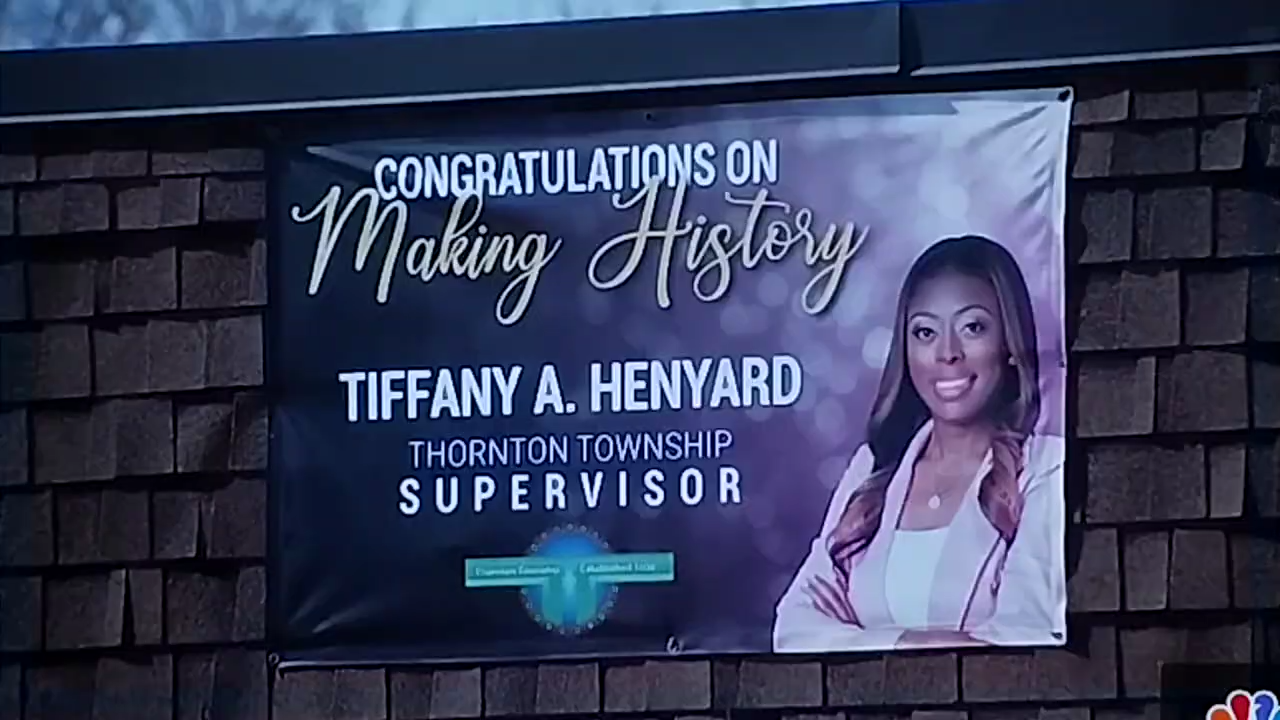 CONGRATULATIONS ON
Making History
TIFFANY A. HENYARD
THORNTON TOWNSHIP
SUPERVISOR